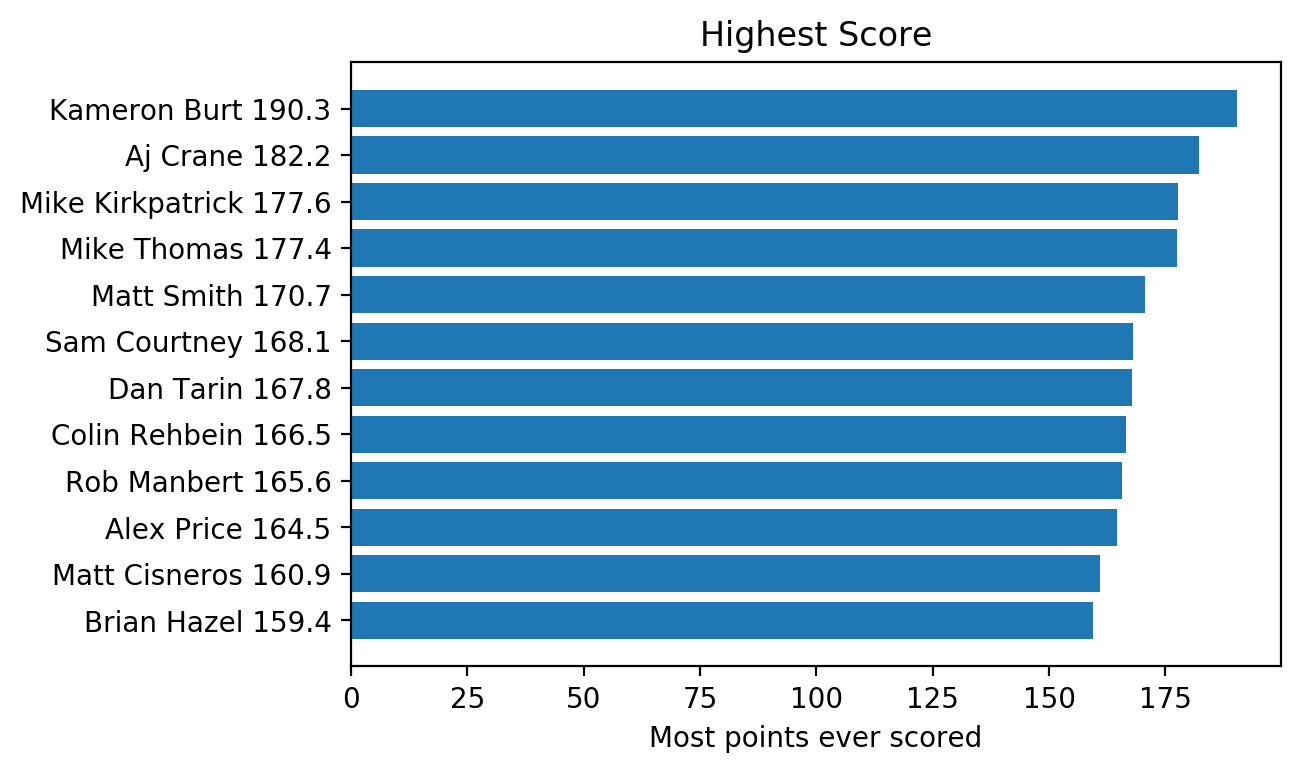 Highest Score
Kameron Burt 190.3
Aj Crane 182.2
Mike Kirkpatrick 177.6
Mike Thomas 177.4
Matt Smith 170.7
Sam Courtney 168.1
Dan Tarin 167.8
Colin Rehbein 166.5
Rob Manbert 165.6
Alex Price 164.5
Matt Cisneros 160.9
Brian Hazel 159.4
0 25 50 75 100 125 150 175
Most points ever scored